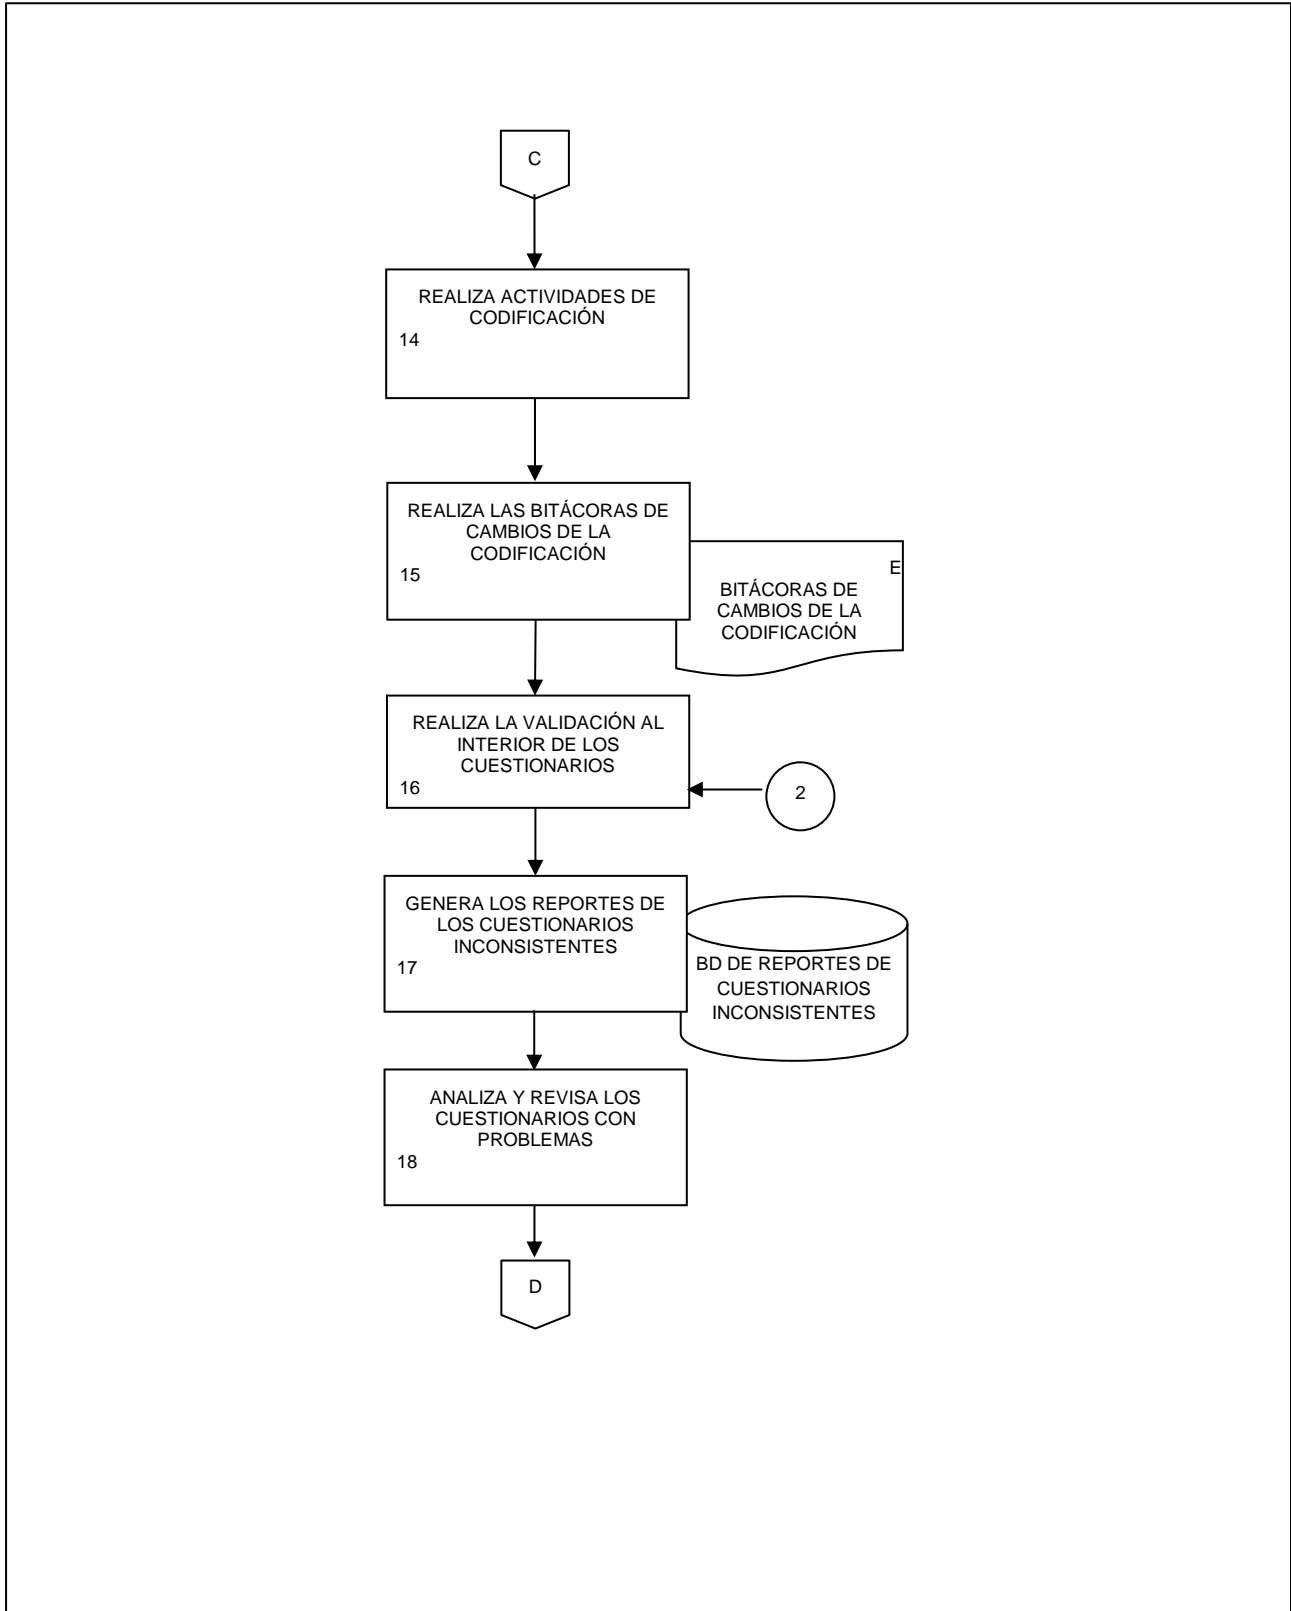 C
REALIZA ACTIVIDADES DE
CODIFICACIÓN
14
REALIZA LAS BITÁCORAS DE
CAMBIOS DE LA
CODIFICACIÓN
15
E
BITÁCORAS DE
CAMBIOS DE LA
CODIFICACIÓN
REALIZA LA VALIDACIÓN AL
INTERIOR DE LOS
CUESTIONARIOS
16
2
GENERA LOS REPORTES DE
LOS CUESTIONARIOS
INCONSISTENTES
17
BD DE REPORTES DE
CUESTIONARIOS
INCONSISTENTES
ANALIZA Y REVISA LOS
CUESTIONARIOS CON
PROBLEMAS
18
D